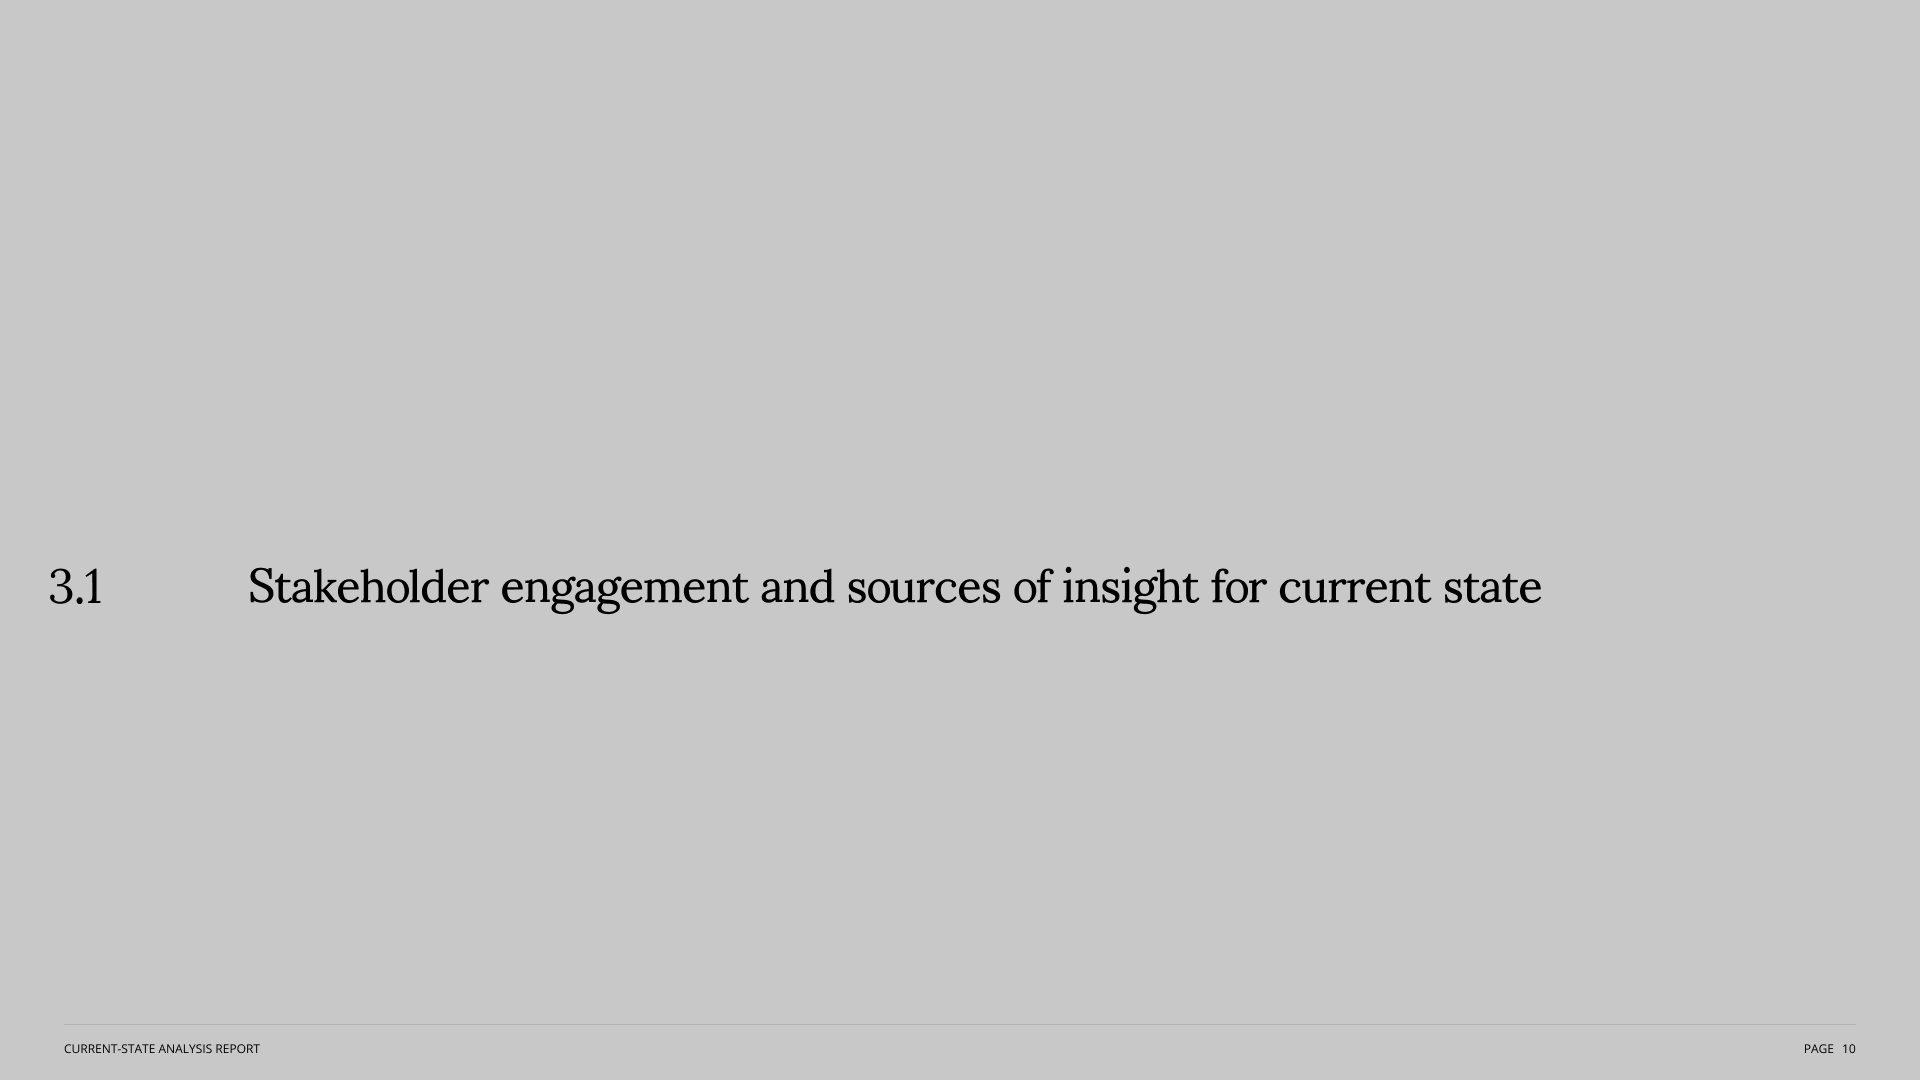 3.1 Stakeholder engagement and sources of insight for current state
CURRENT-STATE ANALYSIS REPORT PAGE 10